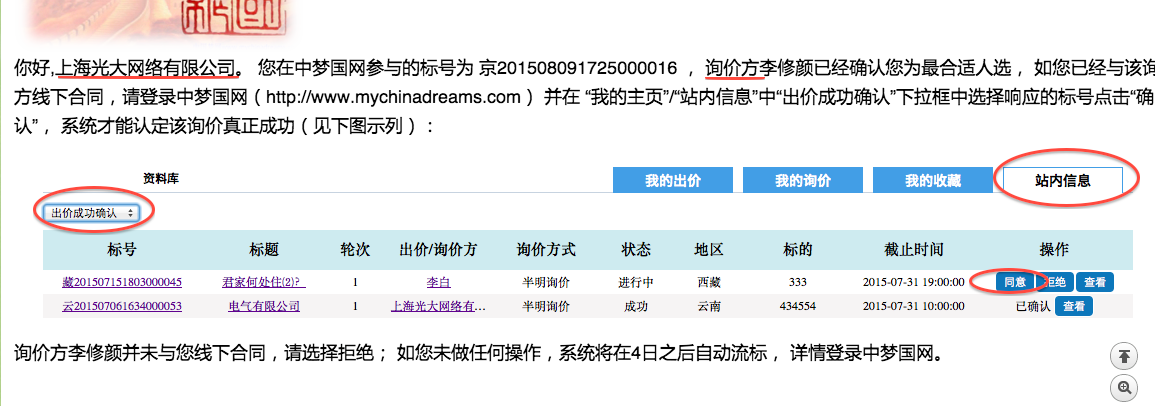 你好,上海光大网络有限公司。 您在中梦国网参与的标号为 京201508091725000016 ， 询价方李修颜已经确认您为最合适人选， 如您已经与该询
方线下合同，请登录中梦国网（http://www.mychinadreams.com ） 并在 “我的主页”/“站内信息”中“出价成功确认”下拉框中选择响应的标号点击“确
认”， 系统才能认定该询价真正成功（见下图示列）：
资料库 我的出价 我的询价 我的收藏 站内信息
出价成功确认
标号 标题 轮次 出价/询价方 询价方式 状态 地区 标的 截止时间 操作
藏201507151803000045 君家何处住(2)? 1 李白 半明询价 进行中 西藏 333 2015-07-31 19:00:00 同意 拒绝 查看
云201507061634000053 电气有限公司 1 上海光大网络有… 半明询价 成功 云南 434554 2015-07-31 10:00:00 已确认 查看
询价方李修颜并未与您线下合同，请选择拒绝； 如您未做任何操作，系统将在4日之后自动流标， 详情登录中梦国网。